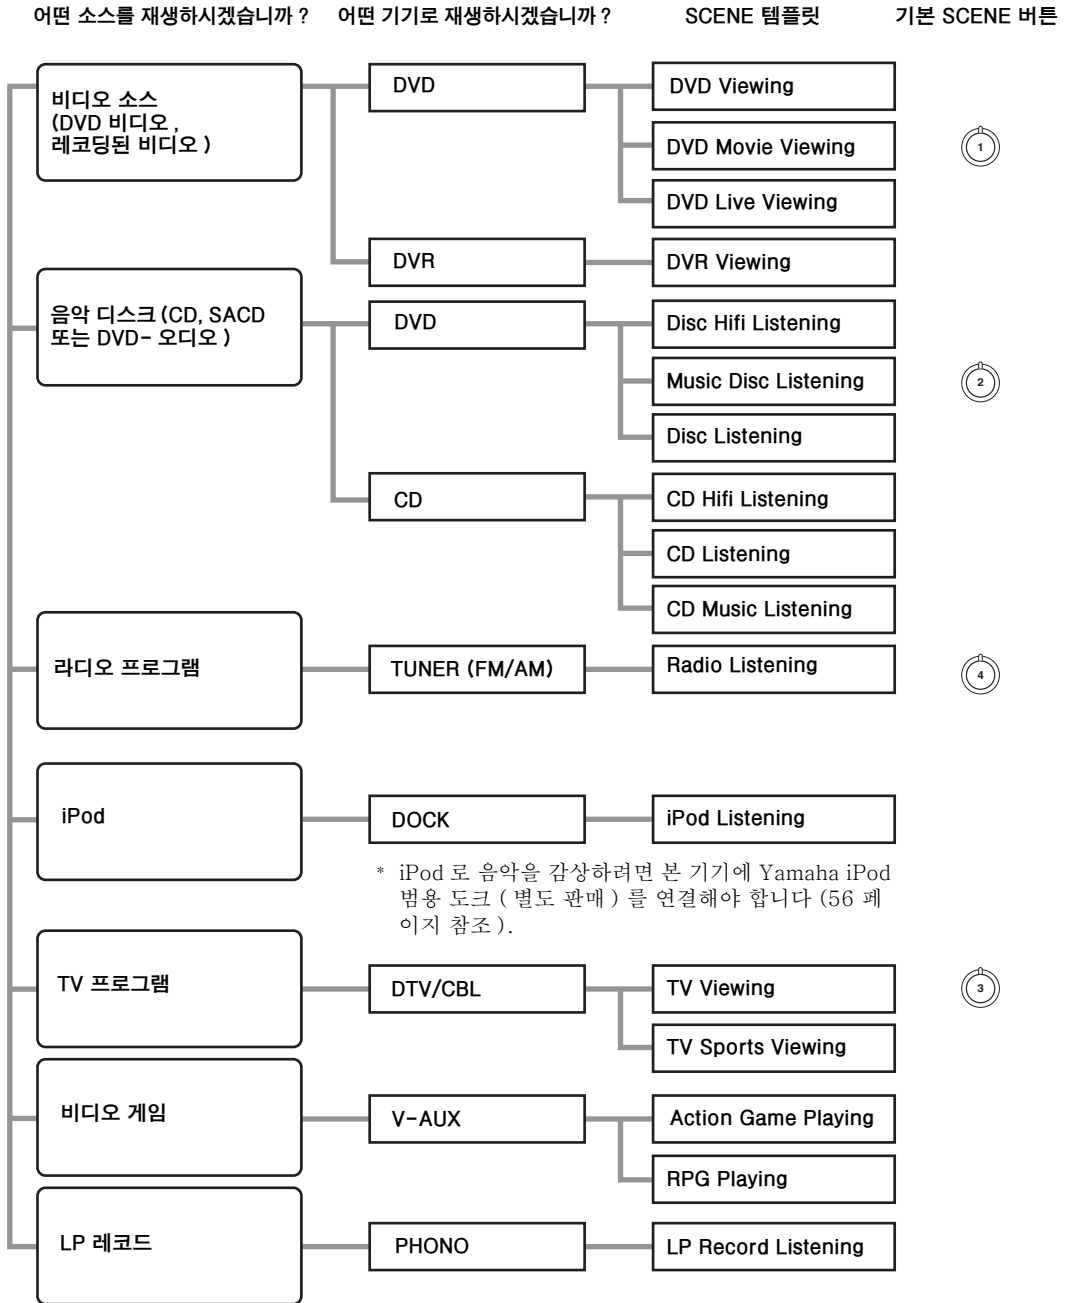 어떤 소스를 재생하시겠습니까 ? 어떤 기기로 재생하시겠습니까 ? SCENE 템플릿 기본 SCENE 버튼
비디오 소스
(DVD 비디오 ,
레코딩된 비디오 )
DVD
DVD Viewing
DVD Movie Viewing
1
DVD Live Viewing
DVR
DVR Viewing
음악 디스크 (CD, SACD
또는 DVD- 오디오 )
DVD
Disc Hifi Listening
Music Disc Listening
2
Disc Listening
CD
CD Hifi Listening
CD Listening
CD Music Listening
라디오 프로그램
TUNER (FM/AM)
Radio Listening
4
iPod
DOCK
iPod Listening
* iPod 로 음악을 감상하려면 본 기기에 Yamaha iPod
범용 도크 ( 별도 판매 ) 를 연결해야 합니다 (56 페
이지 참조 ).
TV 프로그램
DTV/CBL
TV Viewing
3
TV Sports Viewing
비디오 게임
V-AUX
Action Game Playing
RPG Playing
LP 레코드
PHONO
LP Record Listening